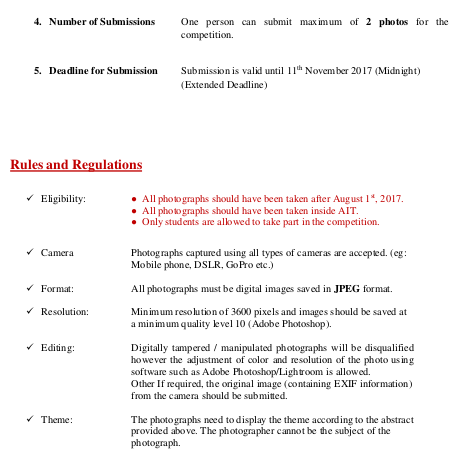 4. Number of Submissions One person can submit maximum of 2 photos for the
competition.
5. Deadline for Submission Submission is valid until 11th November 2017 (Midnight)
(Extended Deadline)
Rules and Regulations
✓ Eligibility: ● All photographs should have been taken after August 1st, 2017.
● All photographs should have been taken inside AIT.
● Only students are allowed to take part in the competition.
✓ Camera Photographs captured using all types of cameras are accepted. (eg:
Mobile phone, DSLR, GoPro etc.)
✓ Format: All photographs must be digital images saved in JPEG format.
✓ Resolution: Minimum resolution of 3600 pixels and images should be saved at
a minimum quality level 10 (Adobe Photoshop).
✓ Editing: Digitally tampered / manipulated photographs will be disqualified
however the adjustment of color and resolution of the photo using
software such as Adobe Photoshop/Lightroom is allowed.
Other If required, the original image (containing EXIF information)
from the camera should be submitted.
✓ Theme: The photographs need to display the theme according to the abstract
provided above. The photographer cannot be the subject of the
photograph.